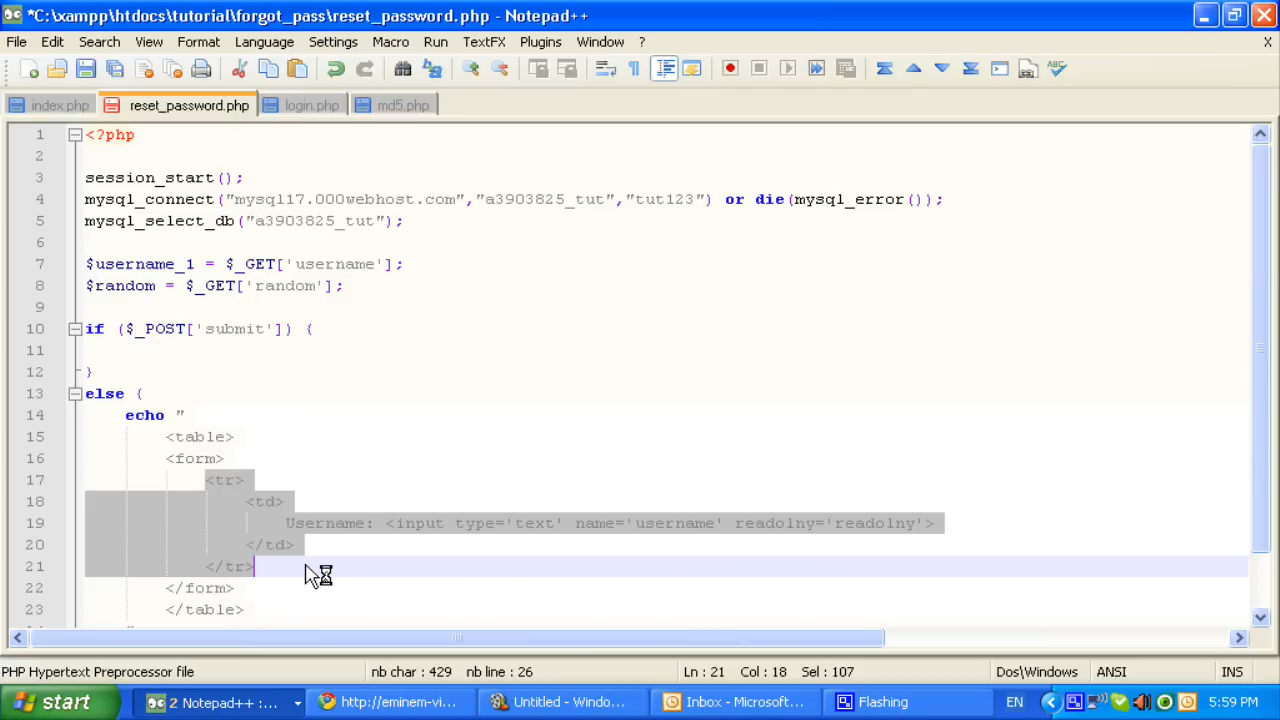 *C:\xampp\htdocs\tutorial\forgot_pass\reset_password.php - Notepad++
File Edit Search View Format Language Settings Macro Run TextFX Plugins Window ? X
index.php reset_password.php login.php md5.php
1 <?php
2
3 session_start();
4 mysql_connect("mysql17.000webhost.com","a3903825_tut","tut123") or die(mysql_error());
5 mysql_select_db("a3903825_tut");
6
7 $username_1 = $_GET['username'];
8 $random = $_GET['random'];
9
10 if ($_POST['submit']) {
11
12 }
13 else {
14 echo "
15 <table>
16 <form>
17 <tr>
18 <td>
19 Username: <input type='text' name='username' readolny='readolny'>
20 </td>
21 </tr>
22 </form>
23 </table>
PHP Hypertext Preprocessor file nb char : 429 nb line : 26 Ln : 21 Col : 18 Sel : 107 Dos\Windows ANSI INS
start 2 Notepad++ :... http://eminem-vi... Untitled - Windo... Inbox - Microsoft... Flashing EN 5:59 PM